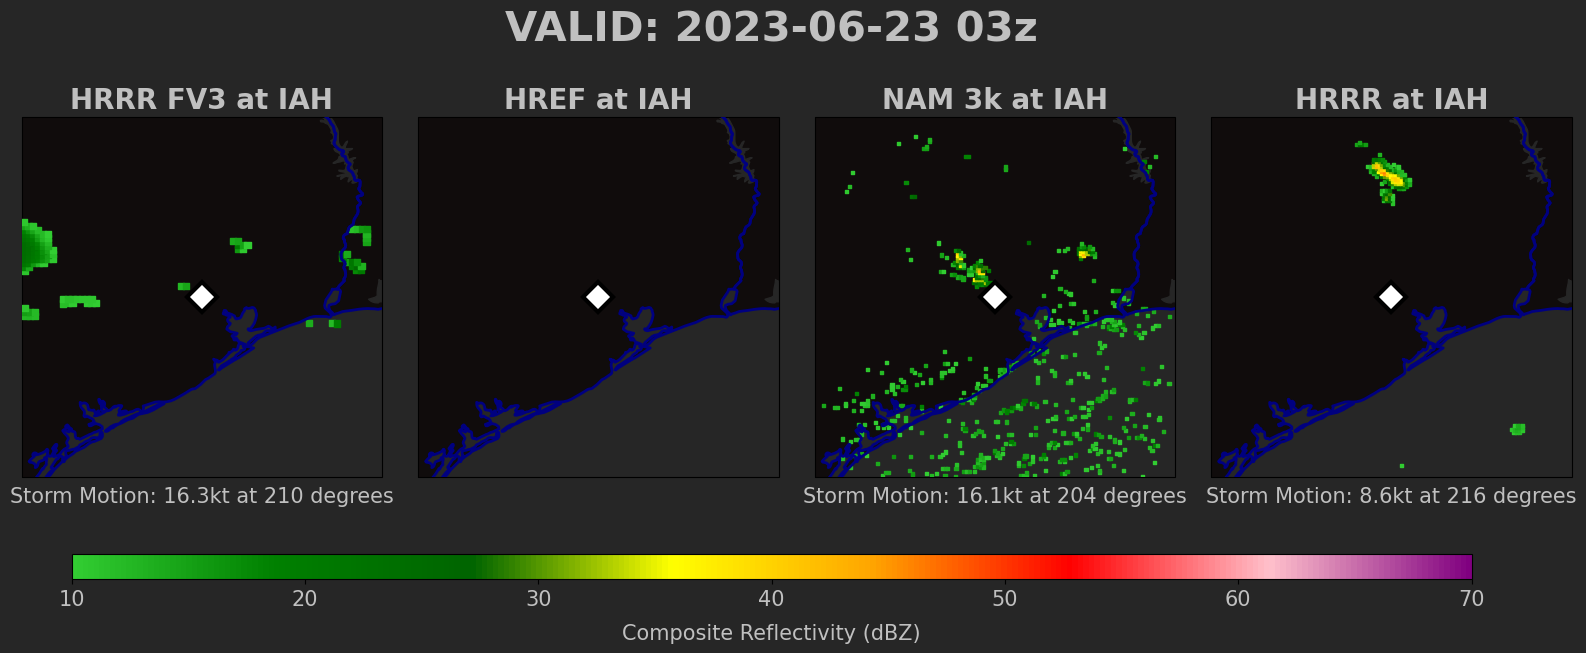 VALID: 2023-06-23 03z
HRRR FV3 at IAH
HREF at IAH
NAM 3k at IAH
HRRR at IAH
Storm Motion: 16.3kt at 210 degrees
Storm Motion: 16.1kt at 204 degrees
Storm Motion: 8.6kt at 216 degrees
10 20 30 40 50 60 70
Composite Reflectivity (dBZ)